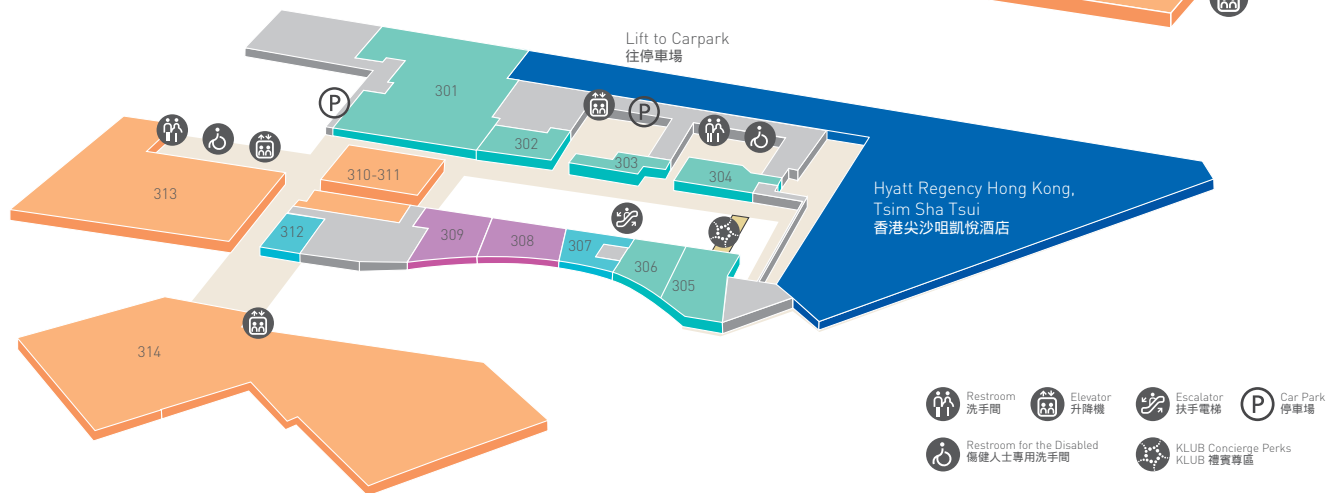 Lift to Carpark
往停車場
301
P
P
302
303
304
313
310-311
Hyatt Regency Hong Kong,
Tsim Sha Tsui
香港尖沙咀凱悅酒店
312
309
308
307
306
305
314
Restroom
洗手間
Elevator
升降機
Escalator
扶手電梯
P
Car Park
停車場
Restroom for the Disabled
傷健人士專用洗手間
KLUB Concierge Perks
KLUB 禮賓尊區